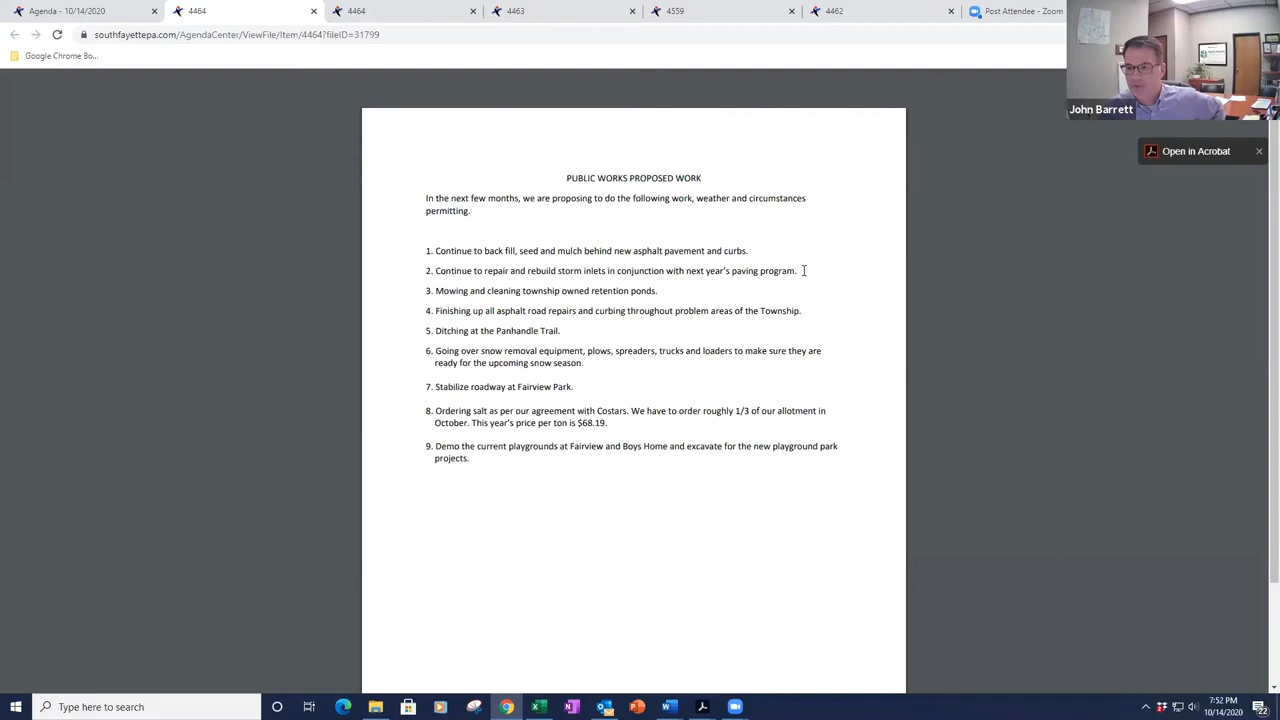 Agenda - 10/14/2020
4464
4464
4463
4559
4462
Post Attendee - Zoom
southfayettepa.org/AgendaCenter/ViewFile/Item/4464?fileID=31799
Google Chrome Bo...
John Barrett
Open in Acrobat
PUBLIC WORKS PROPOSED WORK
In the next few months, we are proposing to do the following work, weather and circumstances
permitting.
1. Continue to back fill, seed and mulch behind new asphalt pavement and curbs.
2. Continue to repair and rebuild storm inlets in conjunction with next year's paving program.
3. Mowing and cleaning township owned retention ponds.
4. Finishing up all asphalt road repairs and curbing throughout problem areas of the Township.
5. Ditching at the Panhandle Trail.
6. Going over snow removal equipment, plows, spreaders, trucks and loaders to make sure they are
ready for the upcoming snow season.
7. Stabilize roadway at Fairview Park.
8. Ordering salt as per our agreement with Costars. We have to order roughly 1/3 of our allotment in
October. This year's price per ton is $68.19.
9. Demo the current playgrounds at Fairview and Boys Home and excavate for the new playground park
projects.
Type here to search
7:52 PM
10/14/2020
22